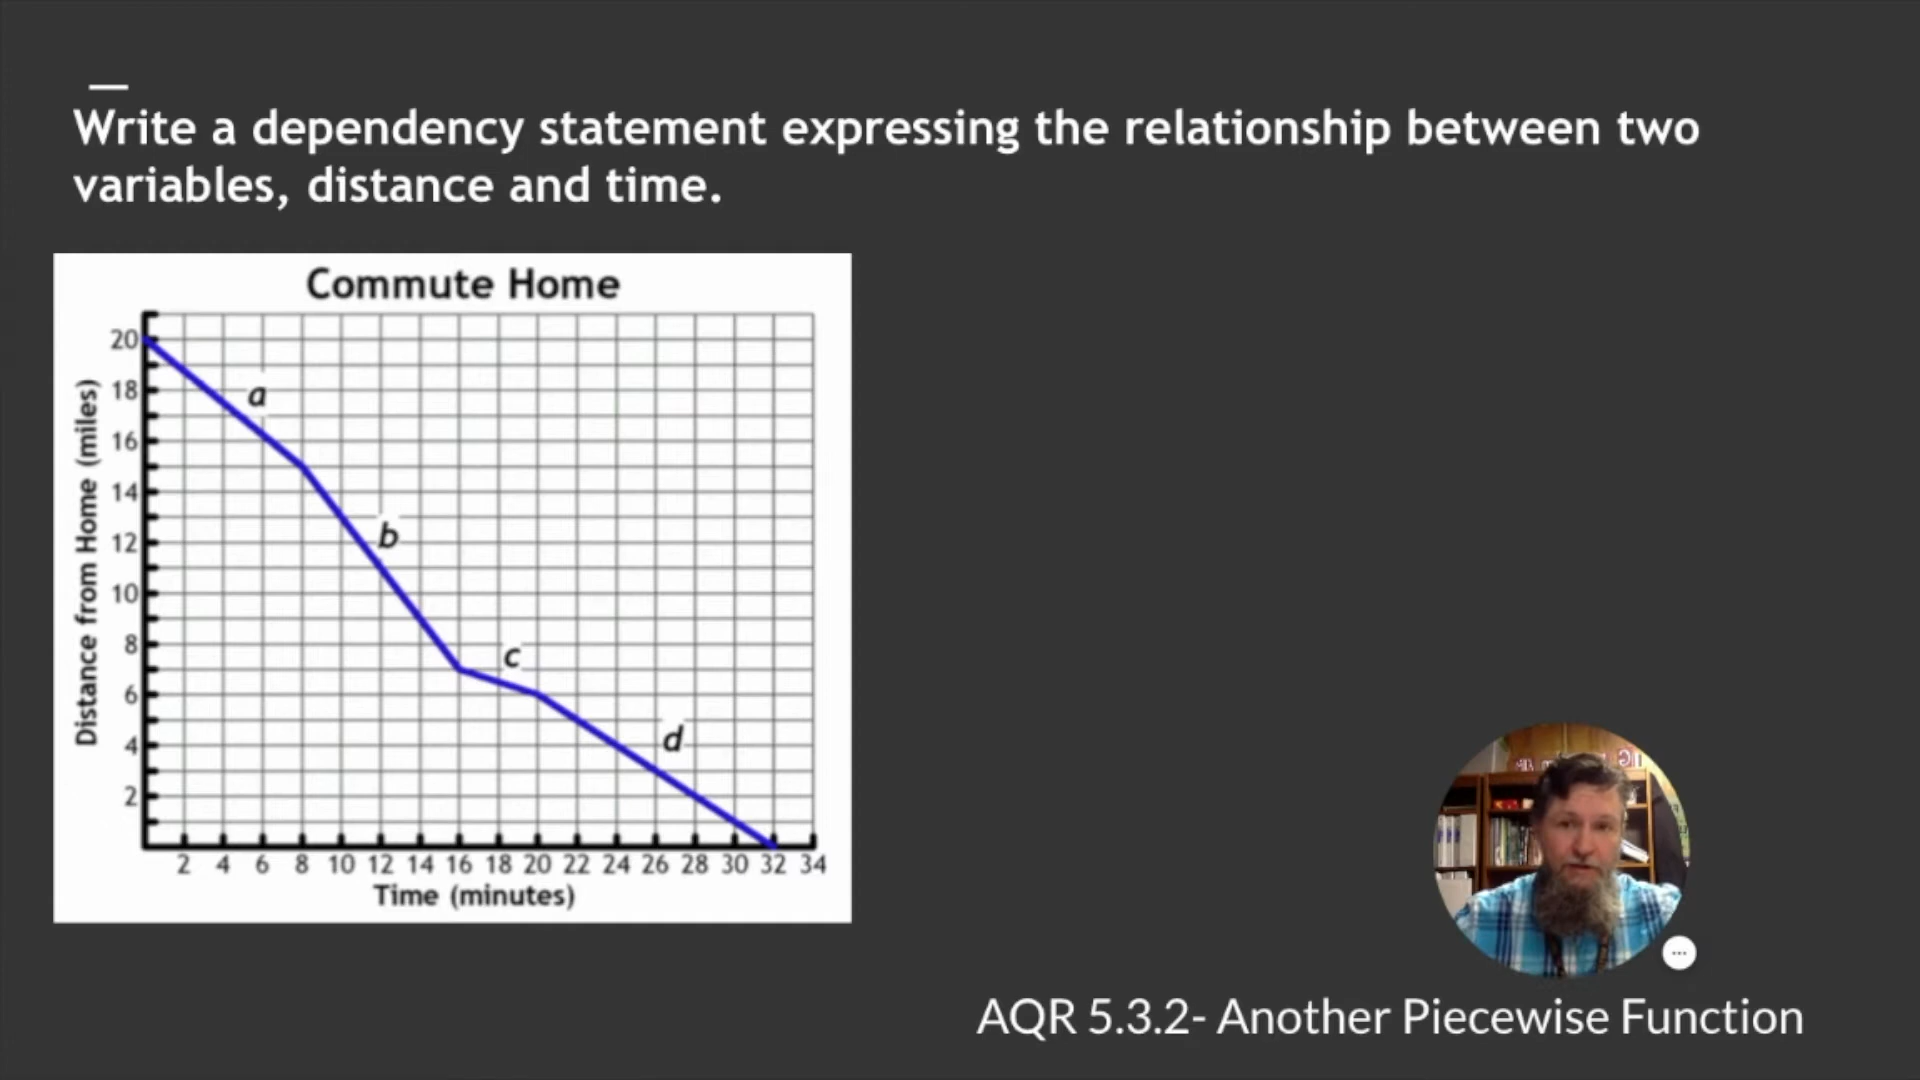 Write a dependency statement expressing the relationship between two
variables, distance and time.
Commute Home
Distance from Home (miles)
20
18
16
14
12
10
8
6
4
2
a
b
c
d
2 4 6 8 10 12 14 16 18 20 22 24 26 28 30 32 34
Time (minutes)
AQR 5.3.2- Another Piecewise Function